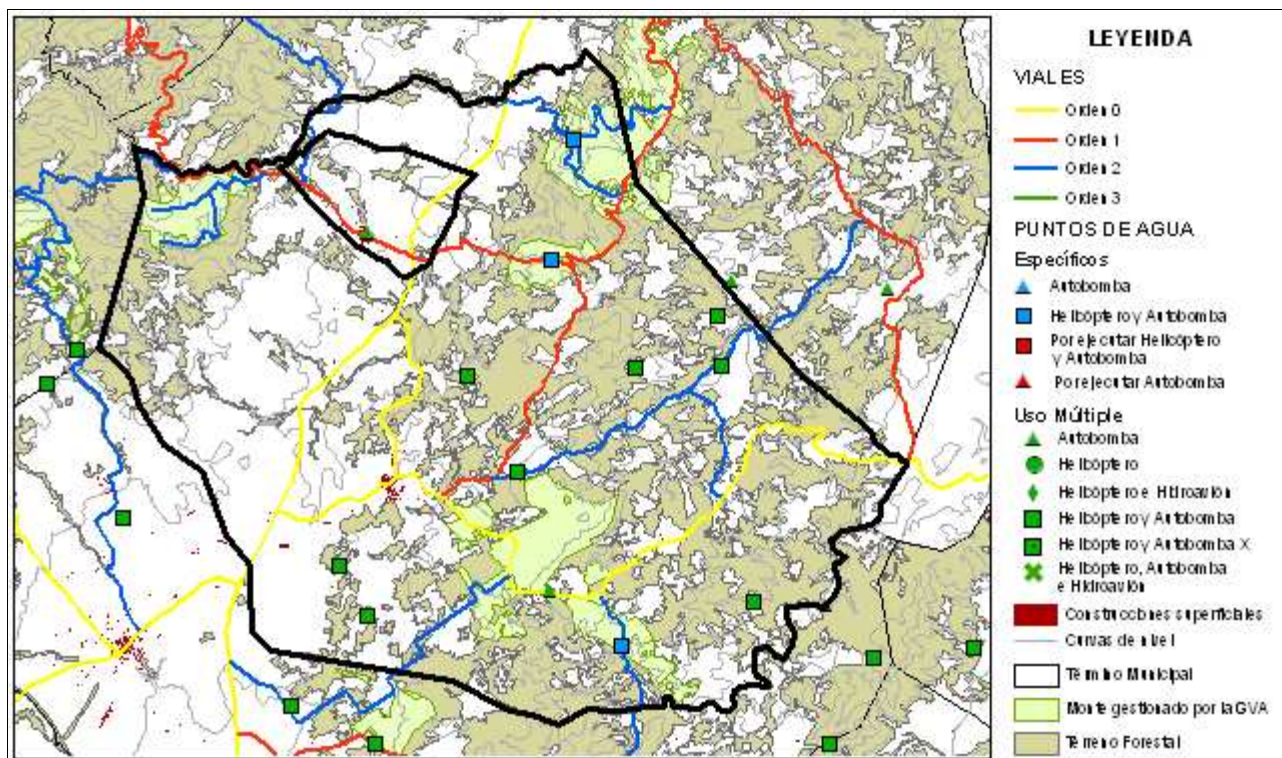 LEYENDA
VIALES
Orden 0
Orden 1
Orden 2
Orden 3
PUNTOS DE AGUA
Específicos
Autobomba
Helicóptero y Autobomba
Por ejecutar Helicóptero
y Autobomba
Por ejecutar Autobomba
Uso Múltiple
Autobomba
Helicóptero
Helicóptero e Hidroavión
Helicóptero y Autobomba
Helicóptero y Autobomba X
Helicóptero, Autobomba
e Hidroavión
Construcciones superficiales
Curvas de nivel
Término Municipal
Monte gestionado por la GVA
Terreno Forestal